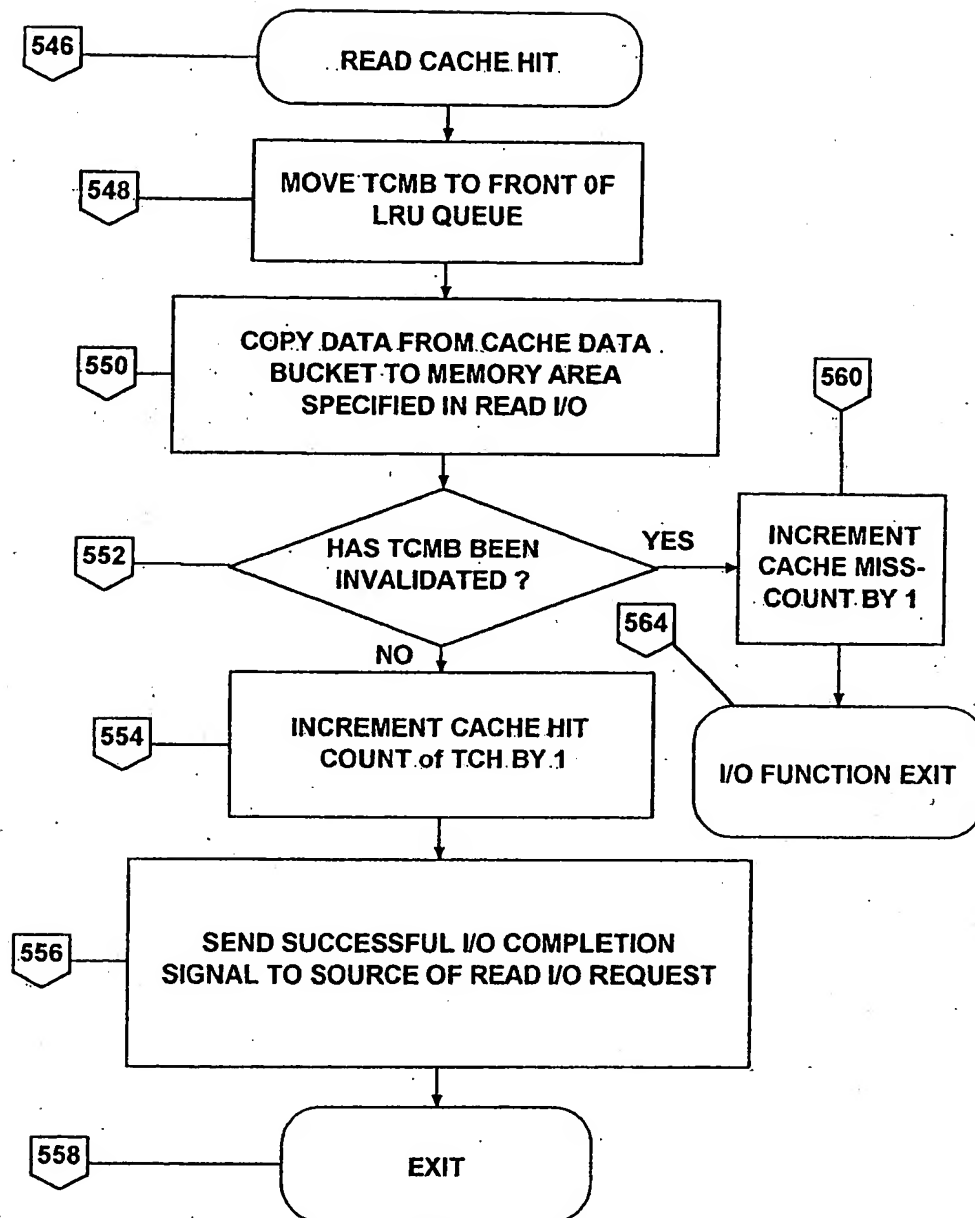 546
READ CACHE HIT
548
MOVE TCMB TO FRONT 0F
LRU QUEUE
550
COPY DATA FROM CACHE DATA
BUCKET TO MEMORY AREA
SPECIFIED IN READ I/O
560
552
HAS TCMB BEEN
INVALIDATED ?
YES
INCREMENT
CACHE MISS-
COUNT BY 1
564
NO
554
INCREMENT CACHE HIT
COUNT of TCH BY 1
I/O FUNCTION EXIT
556
SEND SUCCESSFUL I/O COMPLETION
SIGNAL TO SOURCE OF READ I/O REQUEST
558
EXIT